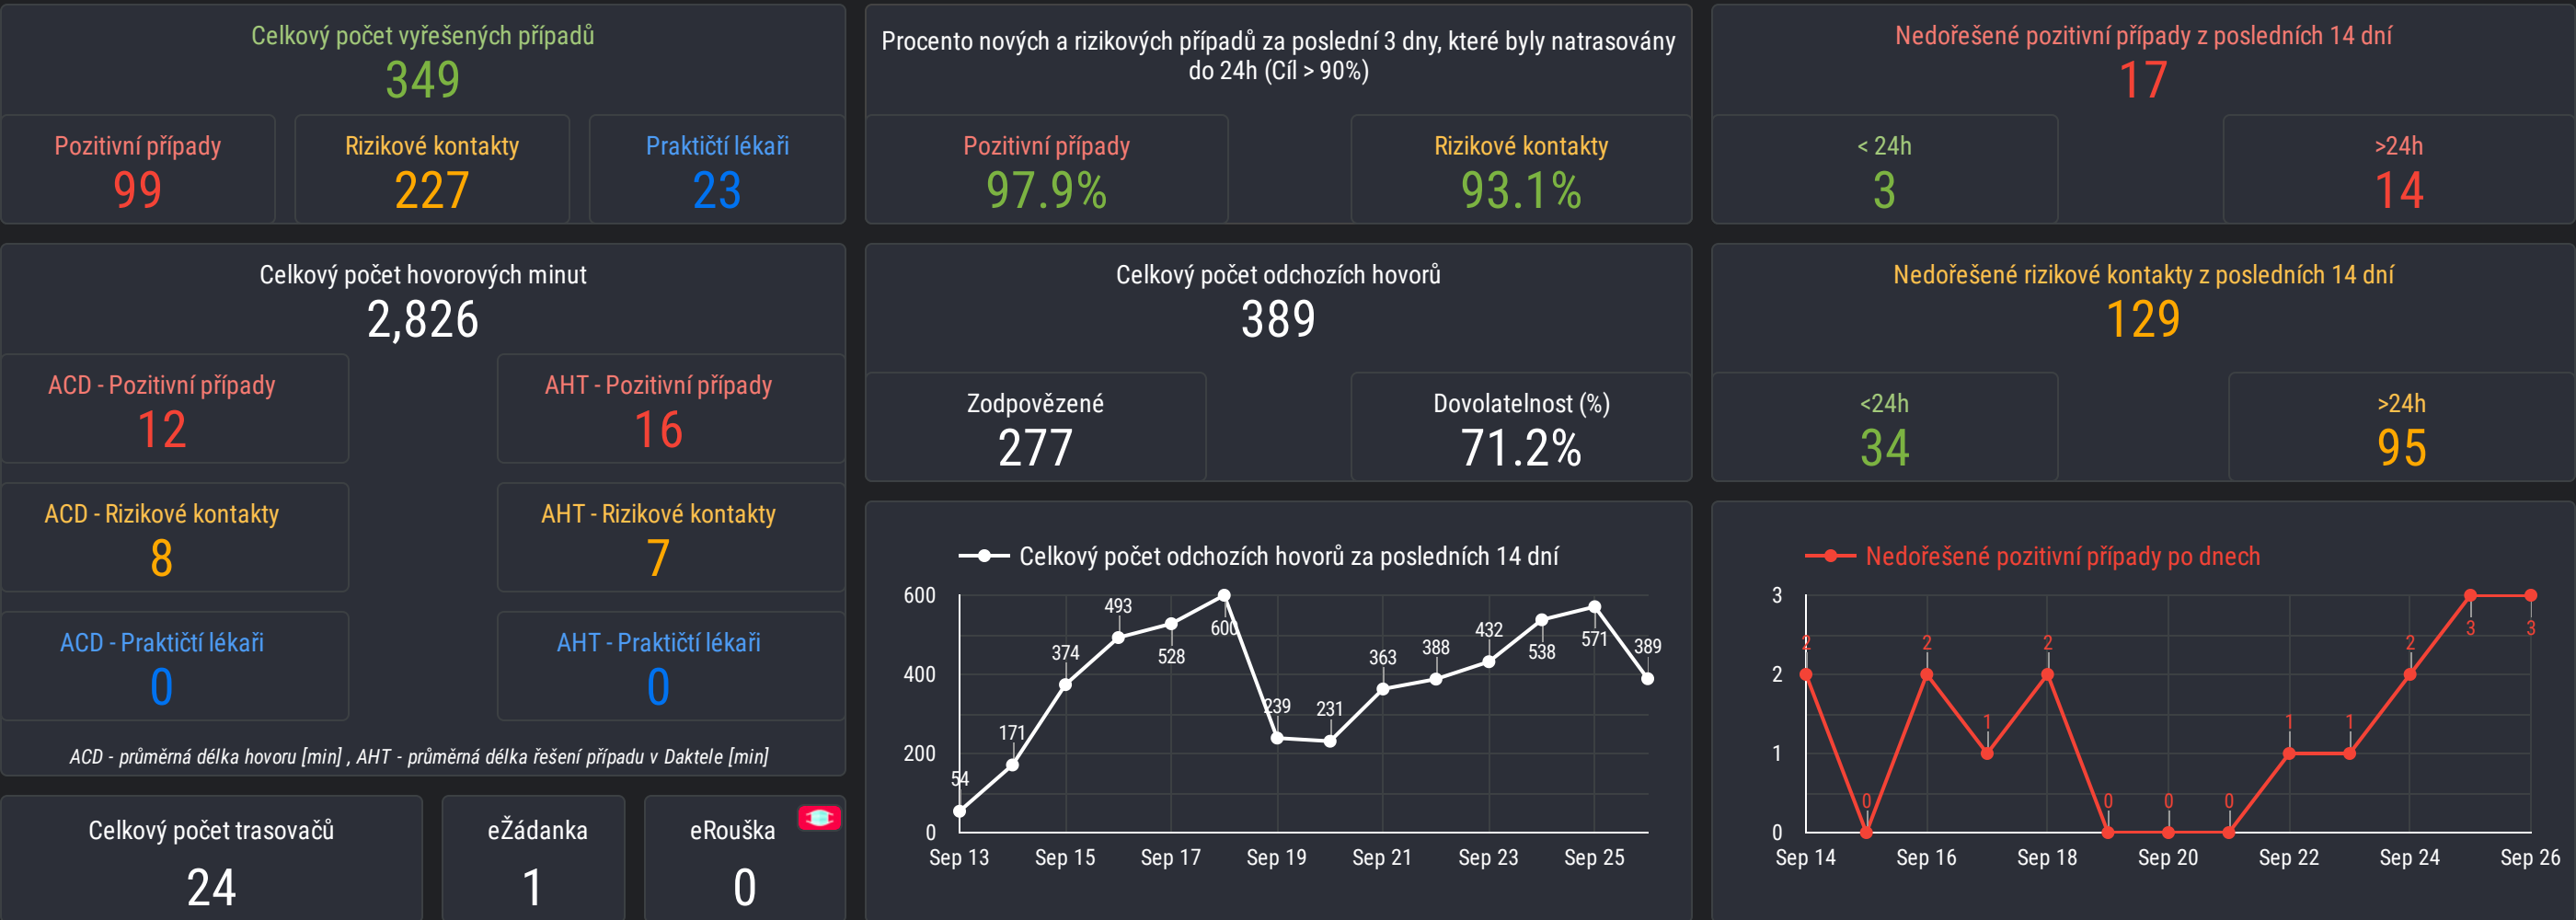 Celkový počet vyřešených případů
349
Pozitivní případy
99
Rizikové kontakty
227
Praktičtí lékaři
23
Procento nových a rizikových případů za poslední 3 dny, které byly natrasovány
do 24h (Cíl > 90%)
Pozitivní případy
97.9%
Rizikové kontakty
93.1%
Nedořešené pozitivní případy z posledních 14 dní
17
< 24h
3
>24h
14
Celkový počet hovorových minut
2,826
ACD - Pozitivní případy
12
AHT - Pozitivní případy
16
ACD - Rizikové kontakty
8
AHT - Rizikové kontakty
7
ACD - Praktičtí lékaři
0
AHT - Praktičtí lékaři
0
ACD - průměrná délka hovoru [min] , AHT - průměrná délka řešení případu v Daktele [min]
Celkový počet odchozích hovorů
389
Zodpovězené
277
Dovolatelnost (%)
71.2%
Nedořešené rizikové kontakty z posledních 14 dní
129
<24h
34
>24h
95
Celkový počet trasovačů
24
eŽádanka
1
eRouška
0
Celkový počet odchozích hovorů za posledních 14 dní
600
400
200
0
54
171
374
493
528
600
239
231
363
388
432
538
571
389
Sep 13
Sep 15
Sep 17
Sep 19
Sep 21
Sep 23
Sep 25
Nedořešené pozitivní případy po dnech
3
2
1
0
2
0
2
1
2
0
0
0
1
1
2
3
3
Sep 14
Sep 16
Sep 18
Sep 20
Sep 22
Sep 24
Sep 26